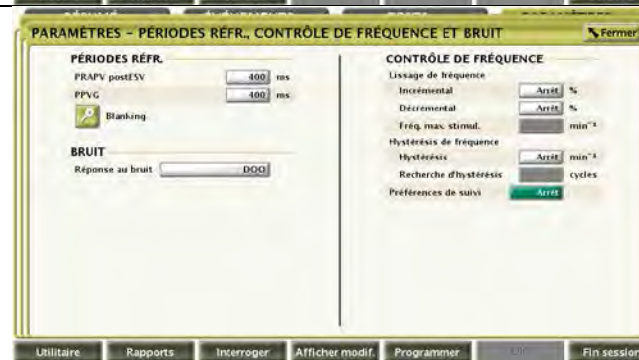 PARAMÈTRES - PÉRIODES RÉFR., CONTRÔLE DE FRÉQUENCE ET BRUIT
Fermer
PÉRIODES RÉFR.
PRAPV postESV 400 ms
PPVG 400 ms
Blanking
BRUIT
Réponse au bruit DOO
CONTRÔLE DE FRÉQUENCE
Lissage de fréquence
Incrémental Arrêt %
Décrémental Arrêt %
Fréq. max. stimul. min⁻¹
Hystérésis de fréquence
Hystérésis Arrêt min⁻¹
Recherche d'hystérésis cycles
Préférences de suivi Arrêt
Utilitaire Rapports Interroger Afficher modif. Programmer Fin session